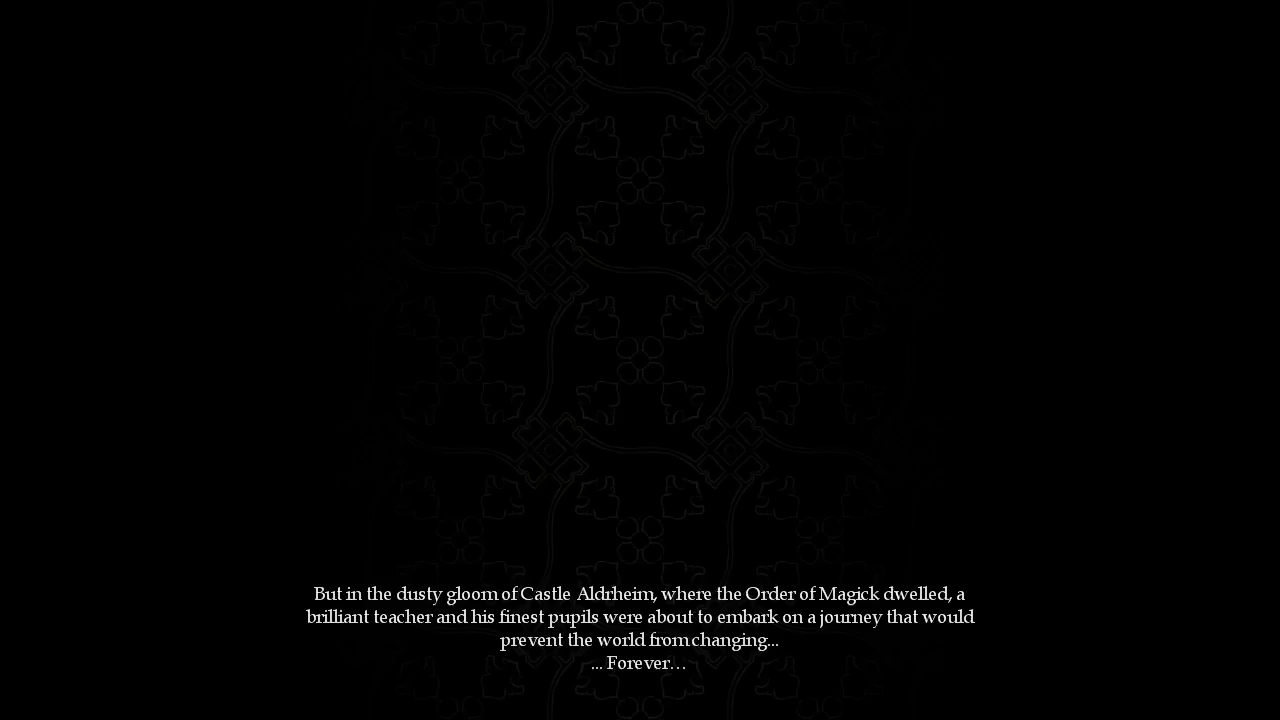 But in the dusty gloom of Castle Aldrheim, where the Order of Magick dwelled, a
brilliant teacher and his finest pupils were about to embark on a journey that would
prevent the world from changing...
... Forever...